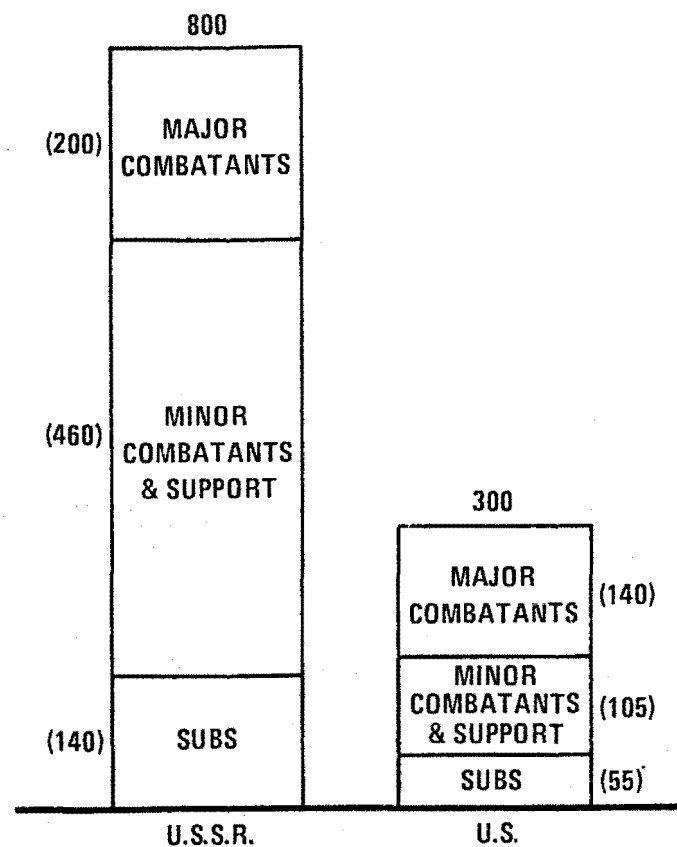 800
(200)
MAJOR
COMBATANTS
(460)
MINOR
COMBATANTS
& SUPPORT
(140)
SUBS
U.S.S.R.
300
MAJOR
COMBATANTS
(140)
MINOR
COMBATANTS
& SUPPORT
(105)
SUBS
(55)
U.S.